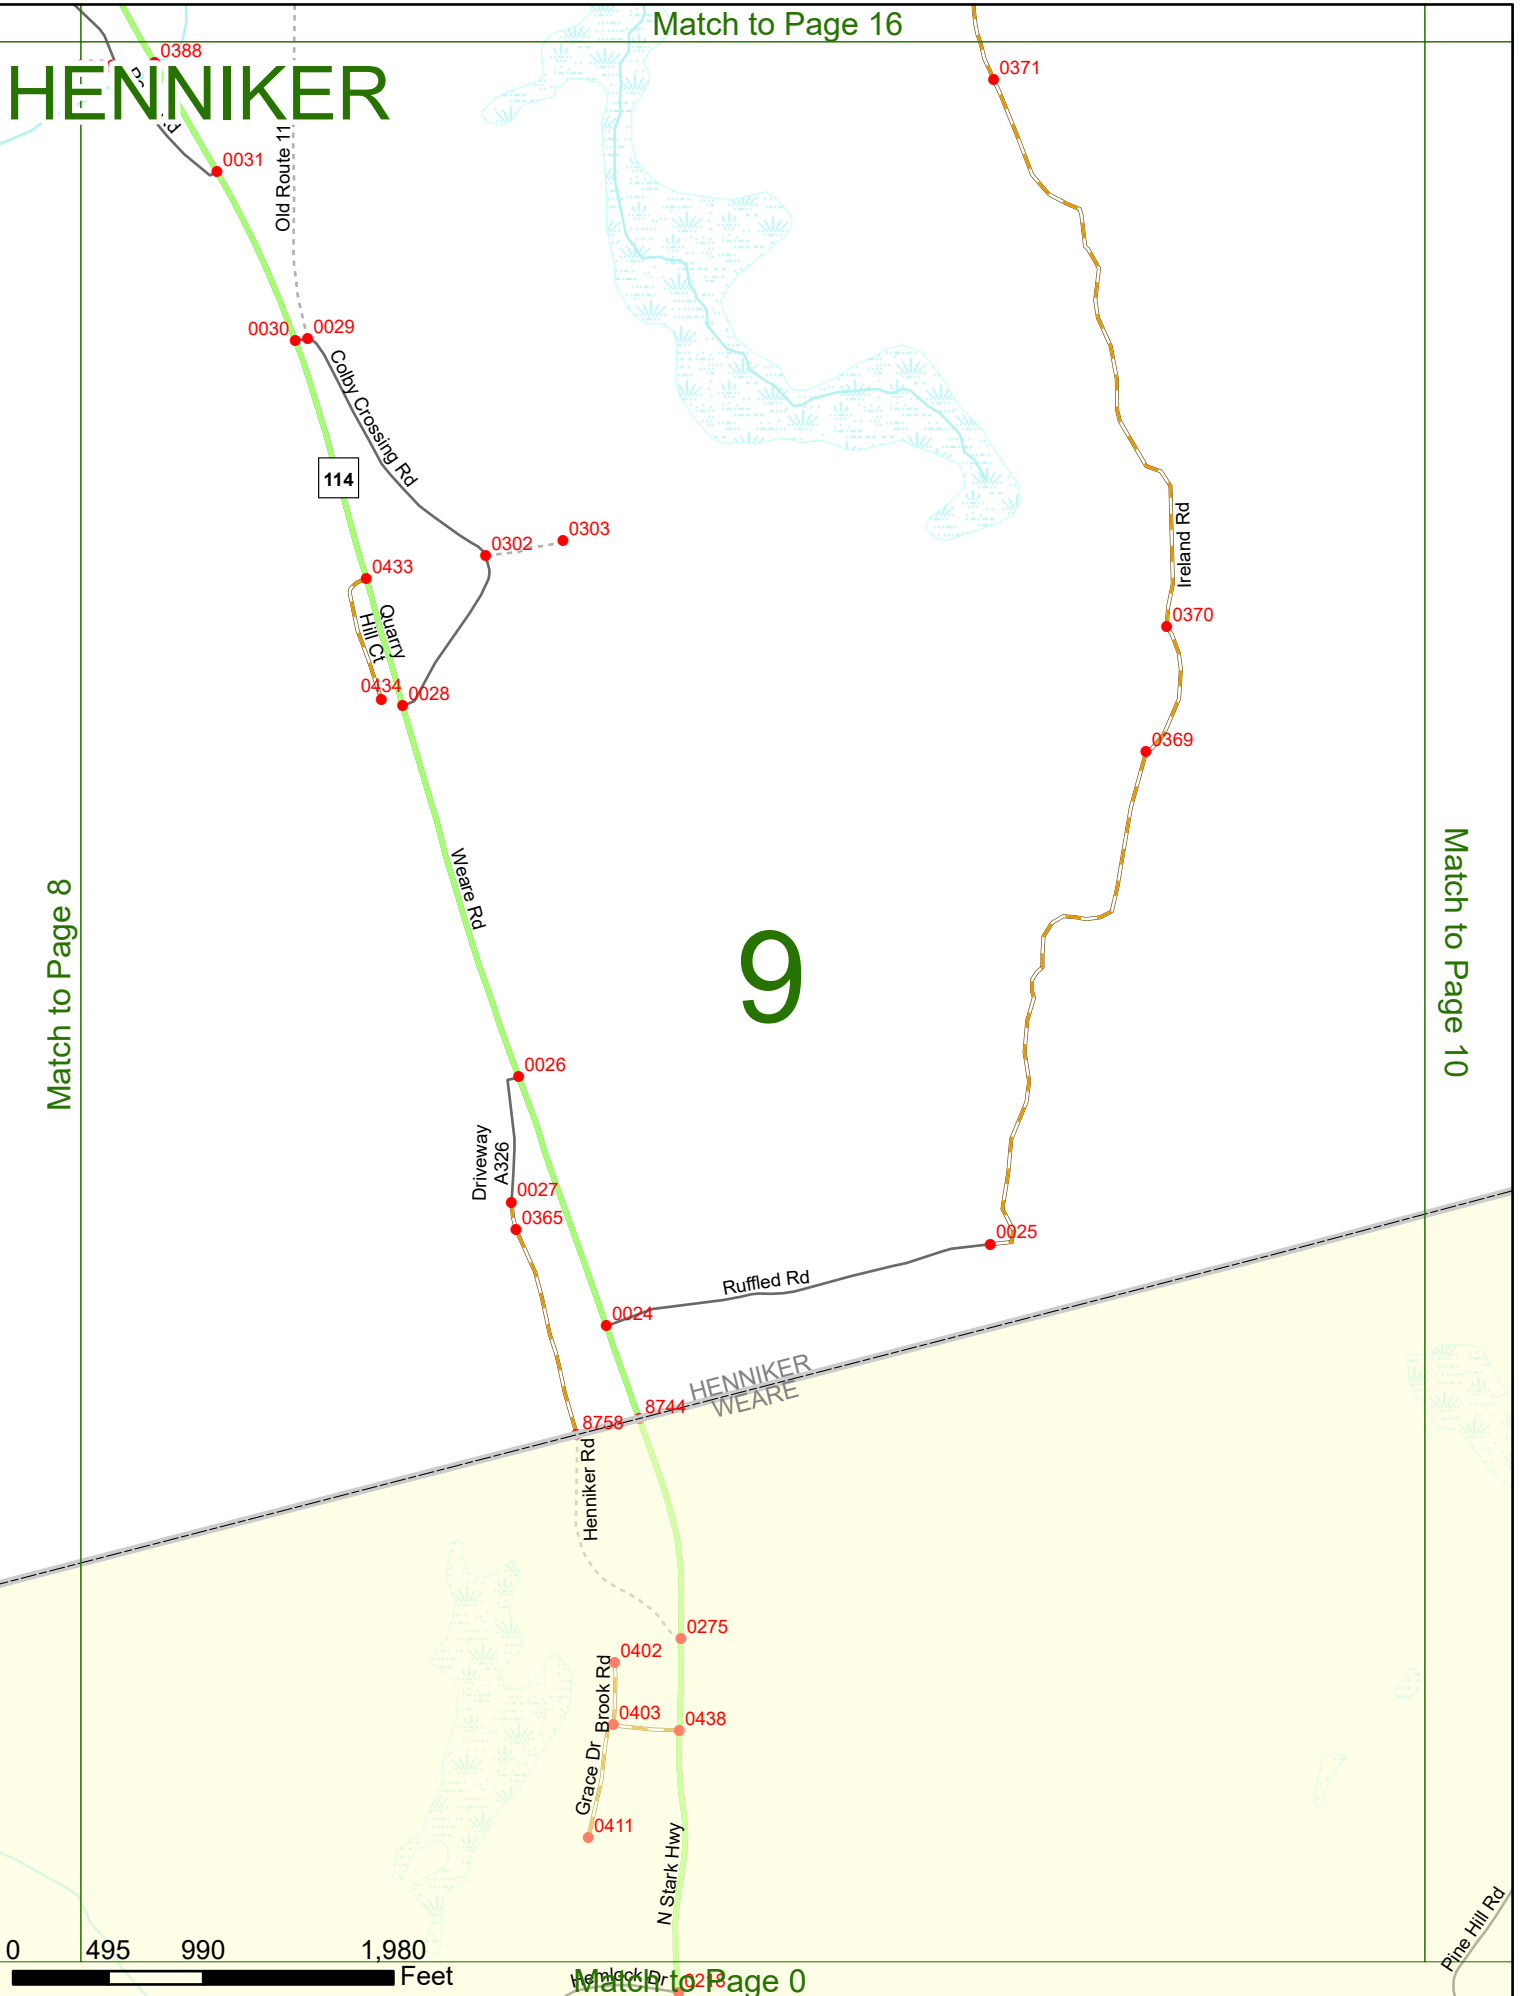 Match to Page 16
0388
0371
HENNIKER
Rd
0031
Old Route 11
0030
0029
Colby Crossing Rd
114
0303
0302
Ireland Rd
0433
Quarry
Hill Ct
0370
0434
0028
0369
Match to Page 8
Weare Rd
Match to Page 10
9
0026
Driveway
A326
0027
0365
0025
Ruffled Rd
0024
HENNIKER
WEARE
8744
8758
Henniker Rd
0275
0402
Brook Rd
0403
0438
Grace Dr
0411
N Stark Hwy
Pine Hill Rd
0 495 990 1,980
Feet
Hemlock Dr
Match to Page 0